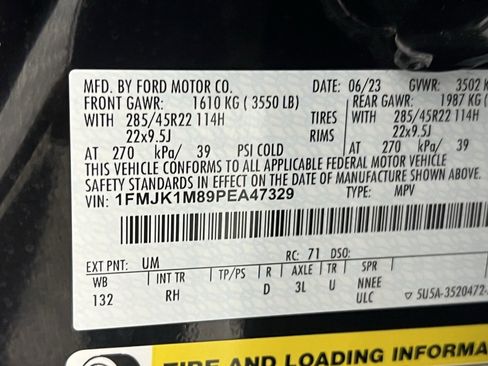 MFD. BY FORD MOTOR CO. DATE: 06/23 GVWR: 3502 K
FRONT GAWR: 1610 KG ( 3550 LB) REAR GAWR: 1987 KG (
WITH 285/45R22 114H TIRES WITH 285/45R22 114H
22x9.5J RIMS 22x9.5J
AT 270 kPa/ 39 PSI COLD AT 270 kPa/ 39
THIS VEHICLE CONFORMS TO ALL APPLICABLE FEDERAL MOTOR VEHICLE
SAFETY STANDARDS IN EFFECT ON THE DATE OF MANUFACTURE SHOWN ABOVE.
VIN: 1FMJK1M89PEA47329 TYPE: MPV
EXT PNT: UM RC: 71 DSO:
WB INT TR TP/PS R AXLE TR SPR
132 RH D 3L U NNEE
ULC ▽ 5U5A-3520472-
TIRE AND LOADING INFORMA